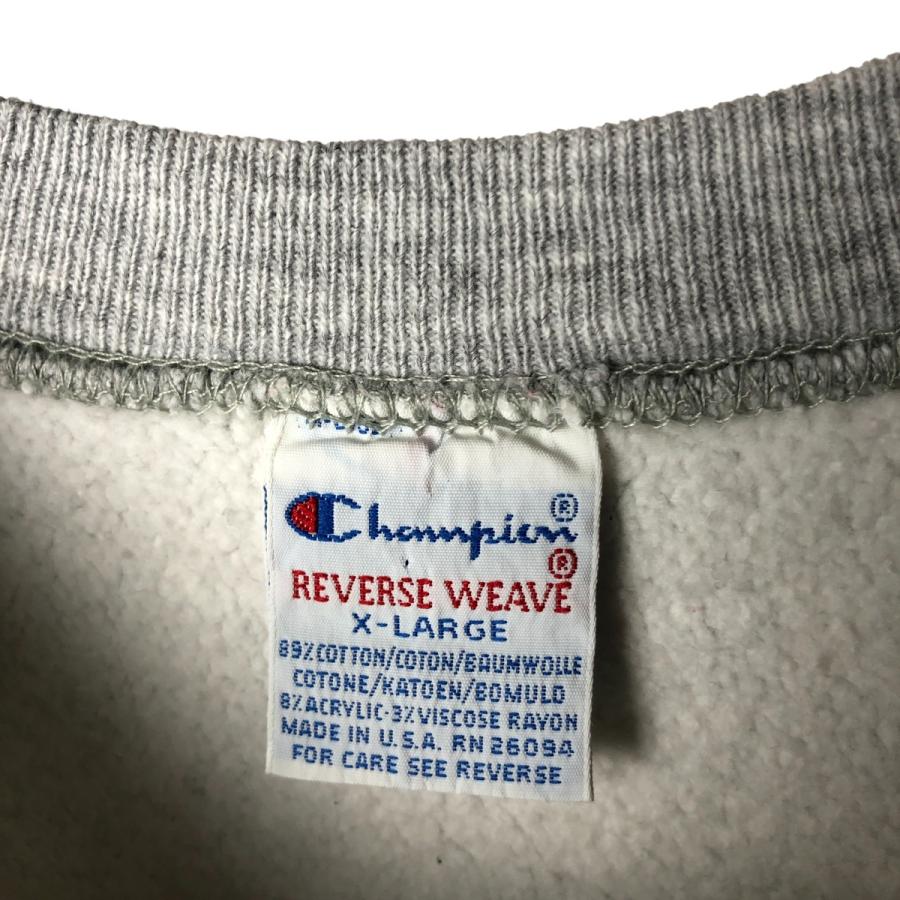 Champion®
REVERSE WEAVE®
X-LARGE
89% COTTON/COTON/BAUMWOLLE
COTONE/KATOEN/BOMULD
8% ACRYLIC-3% VISCOSE RAYON
MADE IN U.S.A. RN 26094
FOR CARE SEE REVERSE